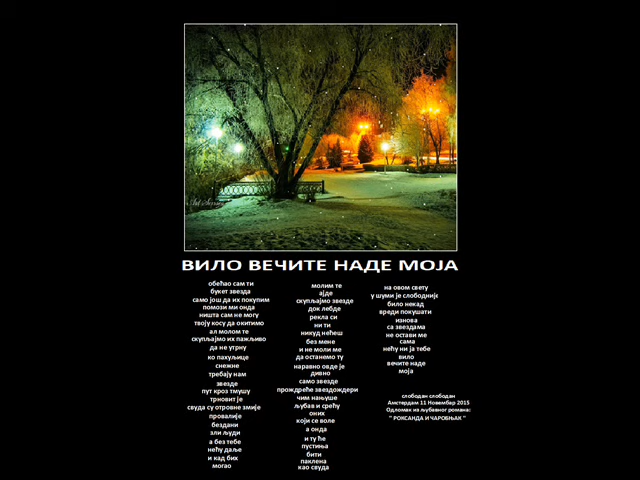 Art Server
ВИЛО ВЕЧИТЕ НАДЕ МОЈА
обећао сам ти
букет звезда
само још да их покупим
помози ми онда
ништа сам не могу
твоју косу да окитимо
ал молом те
скупљајмо их пажљиво
да не утрну
ко пахуљице
снежне
требају нам
звезде
пут кроз тмушу
трновит је
свуда су отровне змије
провалије
бездани
зли људи
а без тебе
нећу даље
и кад бих
могао
молим те
ајде
скупљајмо звезде
док лебде
рекла си
ни ти
никуд нећеш
без мене
и не моли ме
да останемо ту
наравно овде је
дивно
само звезде
прождреће звездождери
чим нањуше
љубав и срећу
оних
који се воле
а онда
и ту ће
пустиња
бити
паклена
као свуда
на овом свету
у шуми је слободније
било некад
вреди покушати
изнова
са звездама
не остави ме
сама
нећу ни ја тебе
вило
вечите наде
моја
слободан слободан
Амстердам 11 Новембар 2015
Одломак из љубавног романа:
" РОКСАНДА И ЧАРОБЊАК "